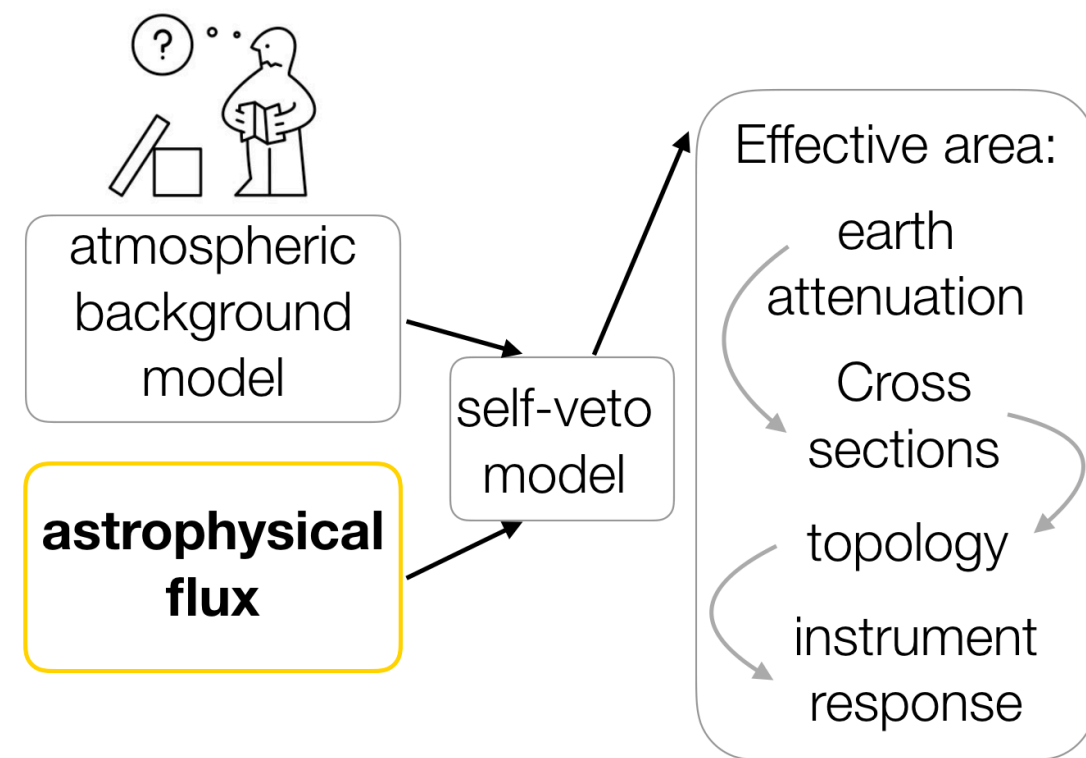 ?
atmospheric
background
model
astrophysical
flux
self-veto
model
Effective area:
earth
attenuation
Cross
sections
topology
instrument
response